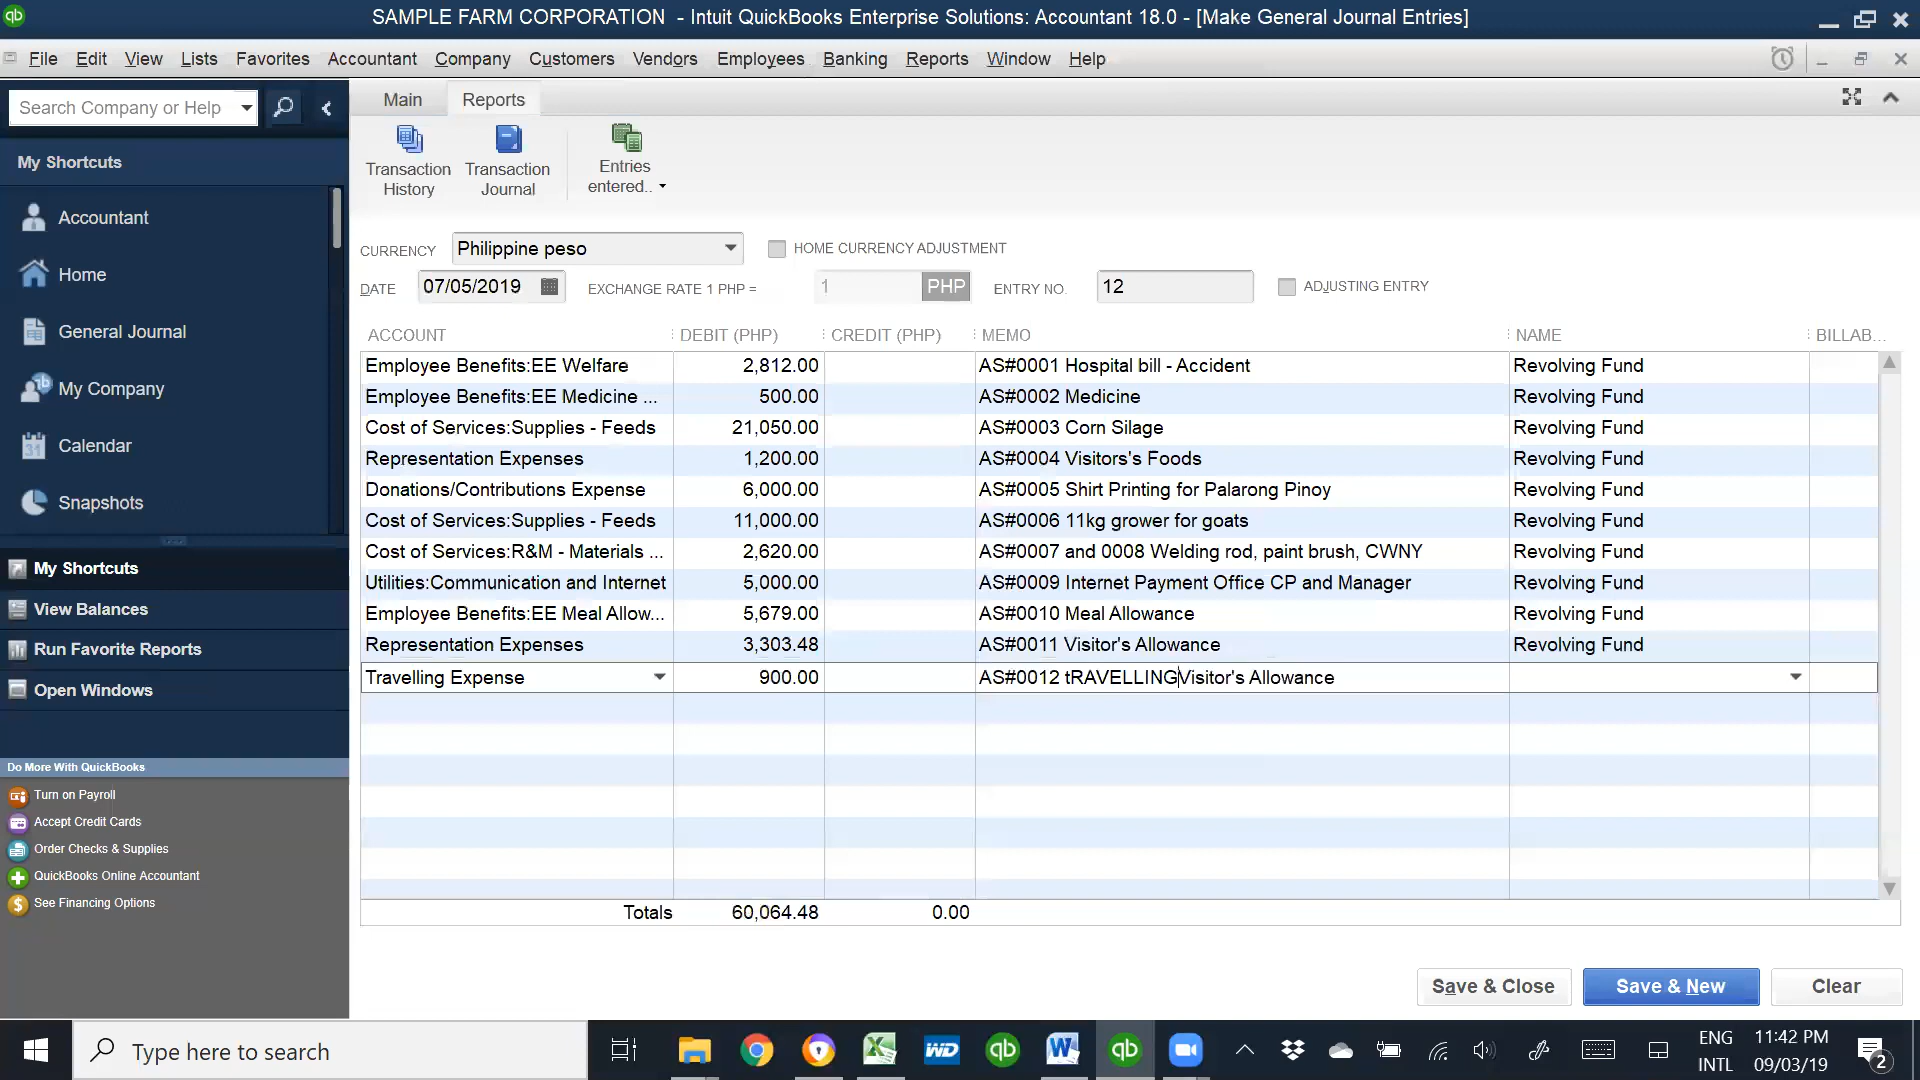 SAMPLE FARM CORPORATION - Intuit QuickBooks Enterprise Solutions: Accountant 18.0 - [Make General Journal Entries]
File Edit View Lists Favorites Accountant Company Customers Vendors Employees Banking Reports Window Help
Search Company or Help
My Shortcuts
Accountant
Home
General Journal
My Company
Calendar
Snapshots
My Shortcuts
View Balances
Run Favorite Reports
Open Windows
Do More With QuickBooks
Turn on Payroll
Accept Credit Cards
Order Checks & Supplies
QuickBooks Online Accountant
See Financing Options
Main Reports
Transaction History
Transaction Journal
Entries entered..
CURRENCY Philippine peso HOME CURRENCY ADJUSTMENT
DATE 07/05/2019 EXCHANGE RATE 1 PHP = 1 PHP ENTRY NO. 12 ADJUSTING ENTRY
ACCOUNT DEBIT (PHP) CREDIT (PHP) MEMO NAME BILLAB...
Employee Benefits:EE Welfare 2,812.00 AS#0001 Hospital bill - Accident Revolving Fund
Employee Benefits:EE Medicine ... 500.00 AS#0002 Medicine Revolving Fund
Cost of Services:Supplies - Feeds 21,050.00 AS#0003 Corn Silage Revolving Fund
Representation Expenses 1,200.00 AS#0004 Visitors's Foods Revolving Fund
Donations/Contributions Expense 6,000.00 AS#0005 Shirt Printing for Palarong Pinoy Revolving Fund
Cost of Services:Supplies - Feeds 11,000.00 AS#0006 11kg grower for goats Revolving Fund
Cost of Services:R&M - Materials ... 2,620.00 AS#0007 and 0008 Welding rod, paint brush, CWNY Revolving Fund
Utilities:Communication and Internet 5,000.00 AS#0009 Internet Payment Office CP and Manager Revolving Fund
Employee Benefits:EE Meal Allow... 5,679.00 AS#0010 Meal Allowance Revolving Fund
Representation Expenses 3,303.48 AS#0011 Visitor's Allowance Revolving Fund
Travelling Expense 900.00 AS#0012 tRAVELLINGVisitor's Allowance
Totals 60,064.48 0.00
Save & Close Save & New Clear
Type here to search
ENG INTL
11:42 PM
09/03/19
2